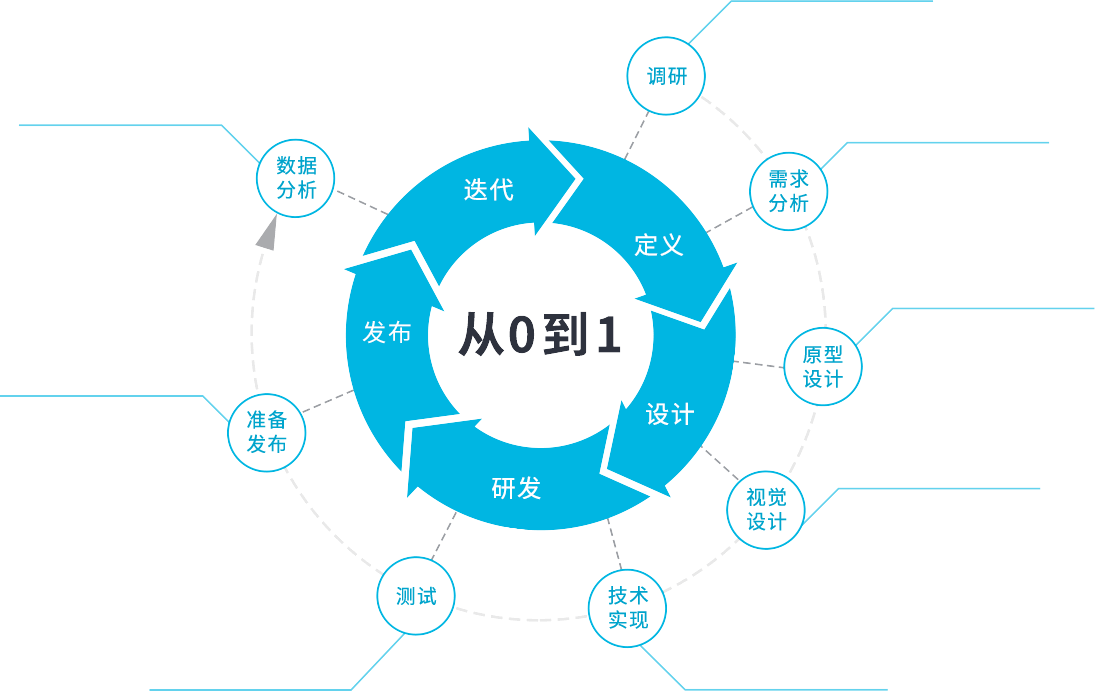 调研
需求
分析
原型
设计
视觉
设计
技术
实现
测试
准备
发布
数据
分析
迭代
定义
设计
研发
发布
从0到1